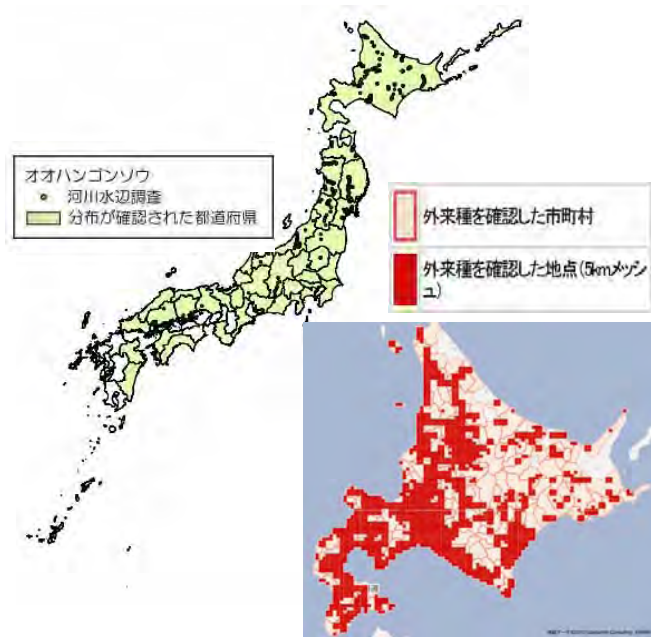 オオハンゴンソウ
河川水辺調査
分布が確認された都道府県
外来種を確認した市町村
外来種を確認した地点(5kmメッシ
ュ)